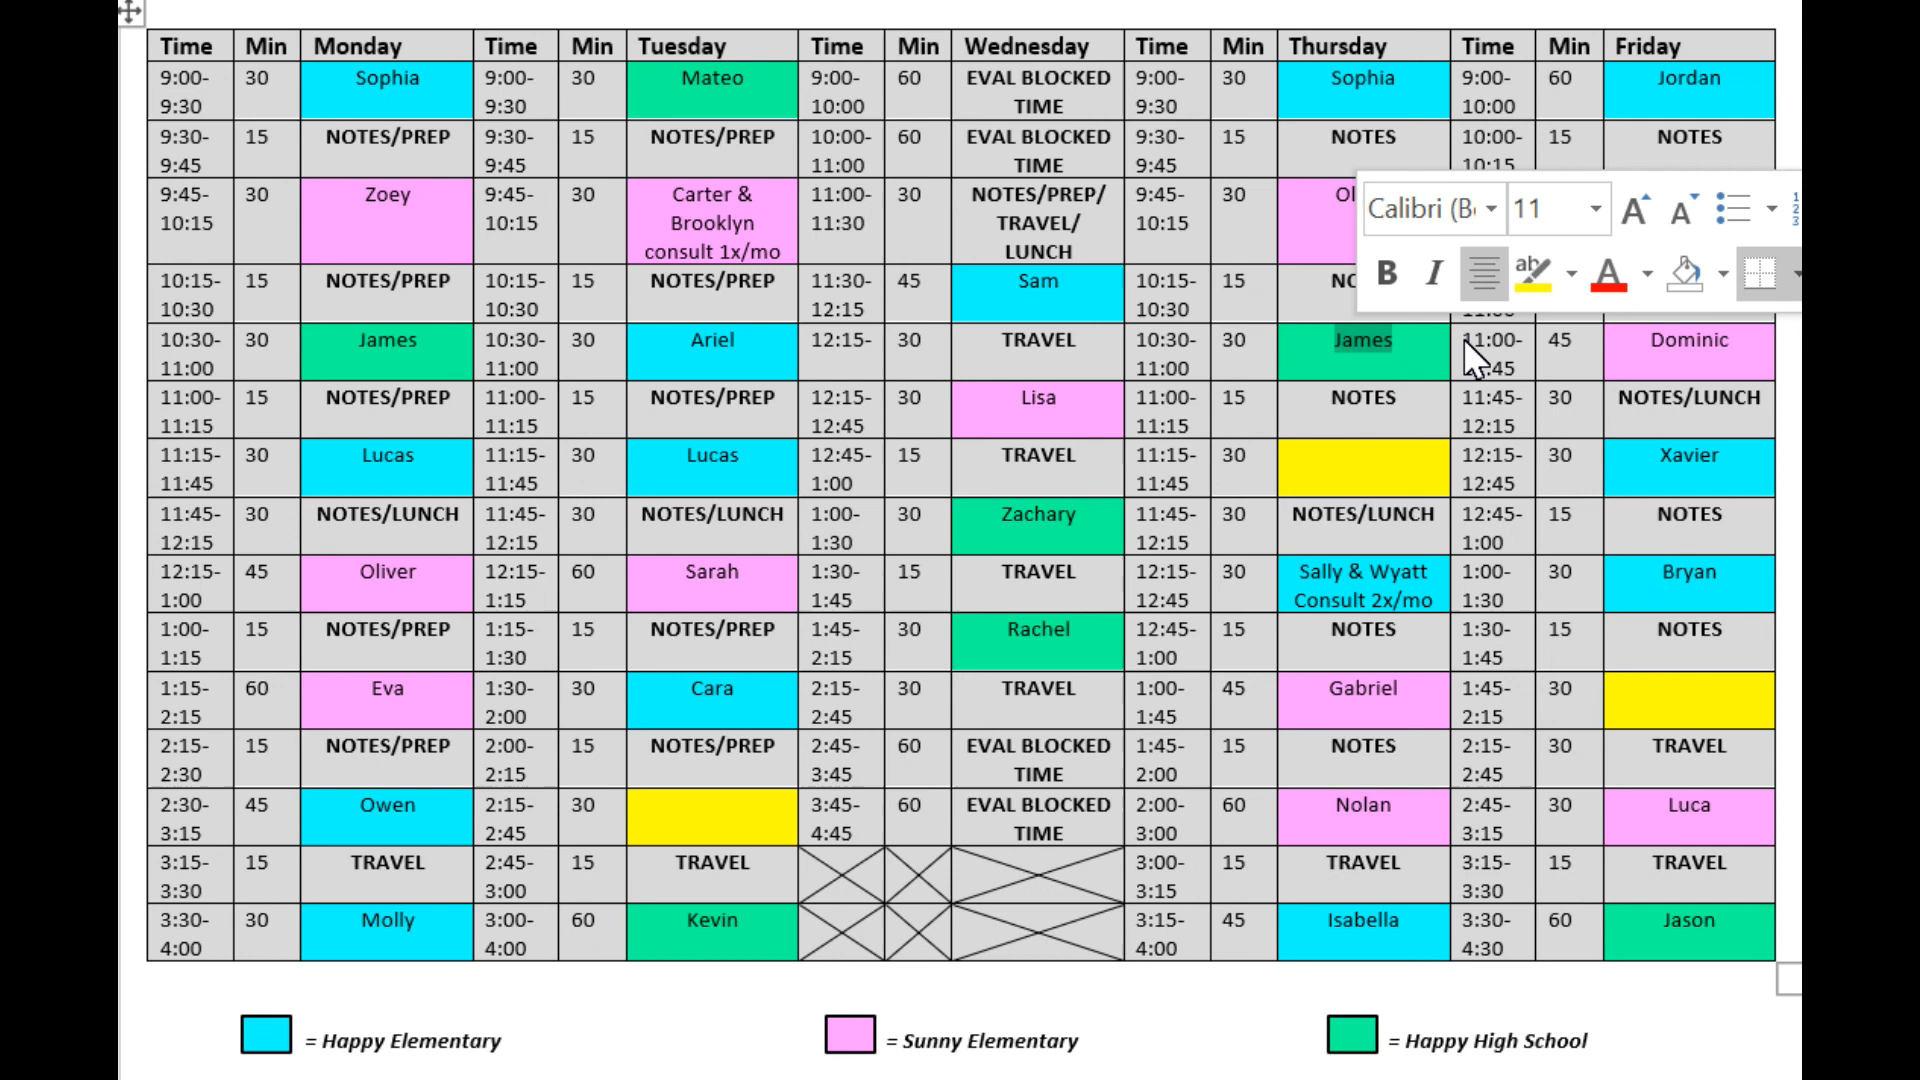 Time Min Monday Time Min Tuesday Time Min Wednesday Time Min Thursday Time Min Friday
9:00- 30 Sophia 9:00- 30 Mateo 9:00- 60 EVAL BLOCKED 9:00- 30 Sophia 9:00- 60 Jordan
9:30 9:30 10:00 TIME 9:30 10:00
9:30- 15 NOTES/PREP 9:30- 15 NOTES/PREP 10:00- 60 EVAL BLOCKED 9:30- 15 NOTES 10:00- 15 NOTES
9:45 9:45 11:00 TIME 9:45 10:15
9:45- 30 Zoey 9:45- 30 Carter & 11:00- 30 NOTES/PREP/ 9:45- 30 Calibri (B 11
10:15 10:15 Brooklyn 11:30 TRAVEL/ 10:15
consult 1x/mo LUNCH
10:15- 15 NOTES/PREP 10:15- 15 NOTES/PREP 11:30- 45 Sam 10:15- 15 B I ab A
10:30 10:30 12:15 10:30
10:30- 30 James 10:30- 30 Ariel 12:15- 30 TRAVEL 10:30- 30 James 11:00- 45 Dominic
11:00 11:00 11:00 :45
11:00- 15 NOTES/PREP 11:00- 15 NOTES/PREP 12:15- 30 Lisa 11:00- 15 NOTES 11:45- 30 NOTES/LUNCH
11:15 11:15 12:45 11:15 12:15
11:15- 30 Lucas 11:15- 30 Lucas 12:45- 15 TRAVEL 11:15- 30 12:15- 30 Xavier
11:45 11:45 1:00 11:45 12:45
11:45- 30 NOTES/LUNCH 11:45- 30 NOTES/LUNCH 1:00- 30 Zachary 11:45- 30 NOTES/LUNCH 12:45- 15 NOTES
12:15 12:15 1:30 12:15 1:00
12:15- 45 Oliver 12:15- 60 Sarah 1:30- 15 TRAVEL 12:15- 30 Sally & Wyatt 1:00- 30 Bryan
1:00 1:15 1:45 12:45 Consult 2x/mo 1:30
1:00- 15 NOTES/PREP 1:15- 15 NOTES/PREP 1:45- 30 Rachel 12:45- 15 NOTES 1:30- 15 NOTES
1:15 1:30 2:15 1:00 1:45
1:15- 60 Eva 1:30- 30 Cara 2:15- 30 TRAVEL 1:00- 45 Gabriel 1:45- 30
2:15 2:00 2:45 1:45 2:15
2:15- 15 NOTES/PREP 2:00- 15 NOTES/PREP 2:45- 60 EVAL BLOCKED 1:45- 15 NOTES 2:15- 30 TRAVEL
2:30 2:15 3:45 TIME 2:00 2:45
2:30- 45 Owen 2:15- 30 3:45- 60 EVAL BLOCKED 2:00- 60 Nolan 2:45- 30 Luca
3:15 2:45 4:45 TIME 3:00 3:15
3:15- 15 TRAVEL 2:45- 15 TRAVEL 3:00- 15 TRAVEL 3:15- 15 TRAVEL
3:30 3:00 3:15 3:30
3:30- 30 Molly 3:00- 60 Kevin 3:15- 45 Isabella 3:30- 60 Jason
4:00 4:00 4:00 4:30
= Happy Elementary = Sunny Elementary = Happy High School